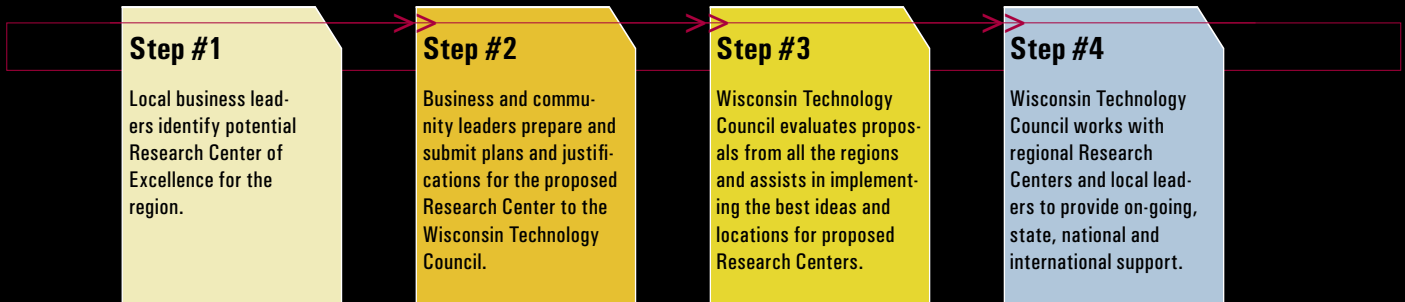 Step #1
Local business lead-
ers identify potential
Research Center of
Excellence for the
region.
Step #2
Business and commu-
nity leaders prepare and
submit plans and justifi-
cations for the proposed
Research Center to the
Wisconsin Technology
Council.
Step #3
Wisconsin Technology
Council evaluates propos-
als from all the regions
and assists in implement-
ing the best ideas and
locations for proposed
Research Centers.
Step #4
Wisconsin Technology
Council works with
regional Research
Centers and local lead-
ers to provide on-going,
state, national and
international support.